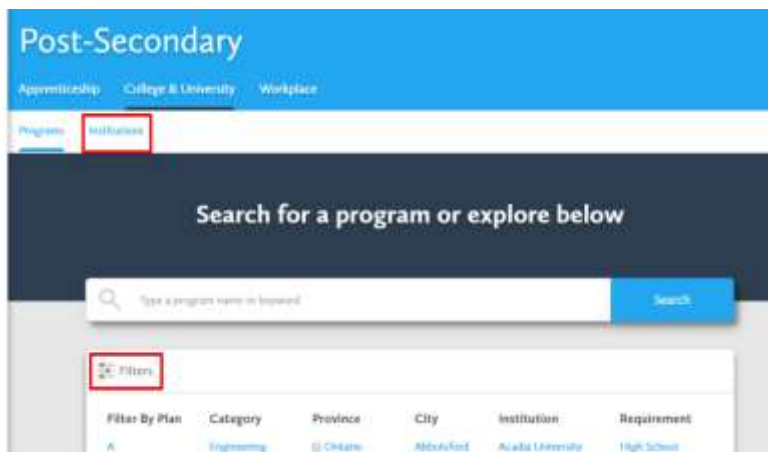 Post-Secondary
Apprenticeship College & University Workplace
Programs Institutions
Search for a program or explore below
Type a program name or keyword Search
Filters
Filter By Plan Category Province City Institution Requirement
A Engineering Ontario Abbotsford Acadia University High School